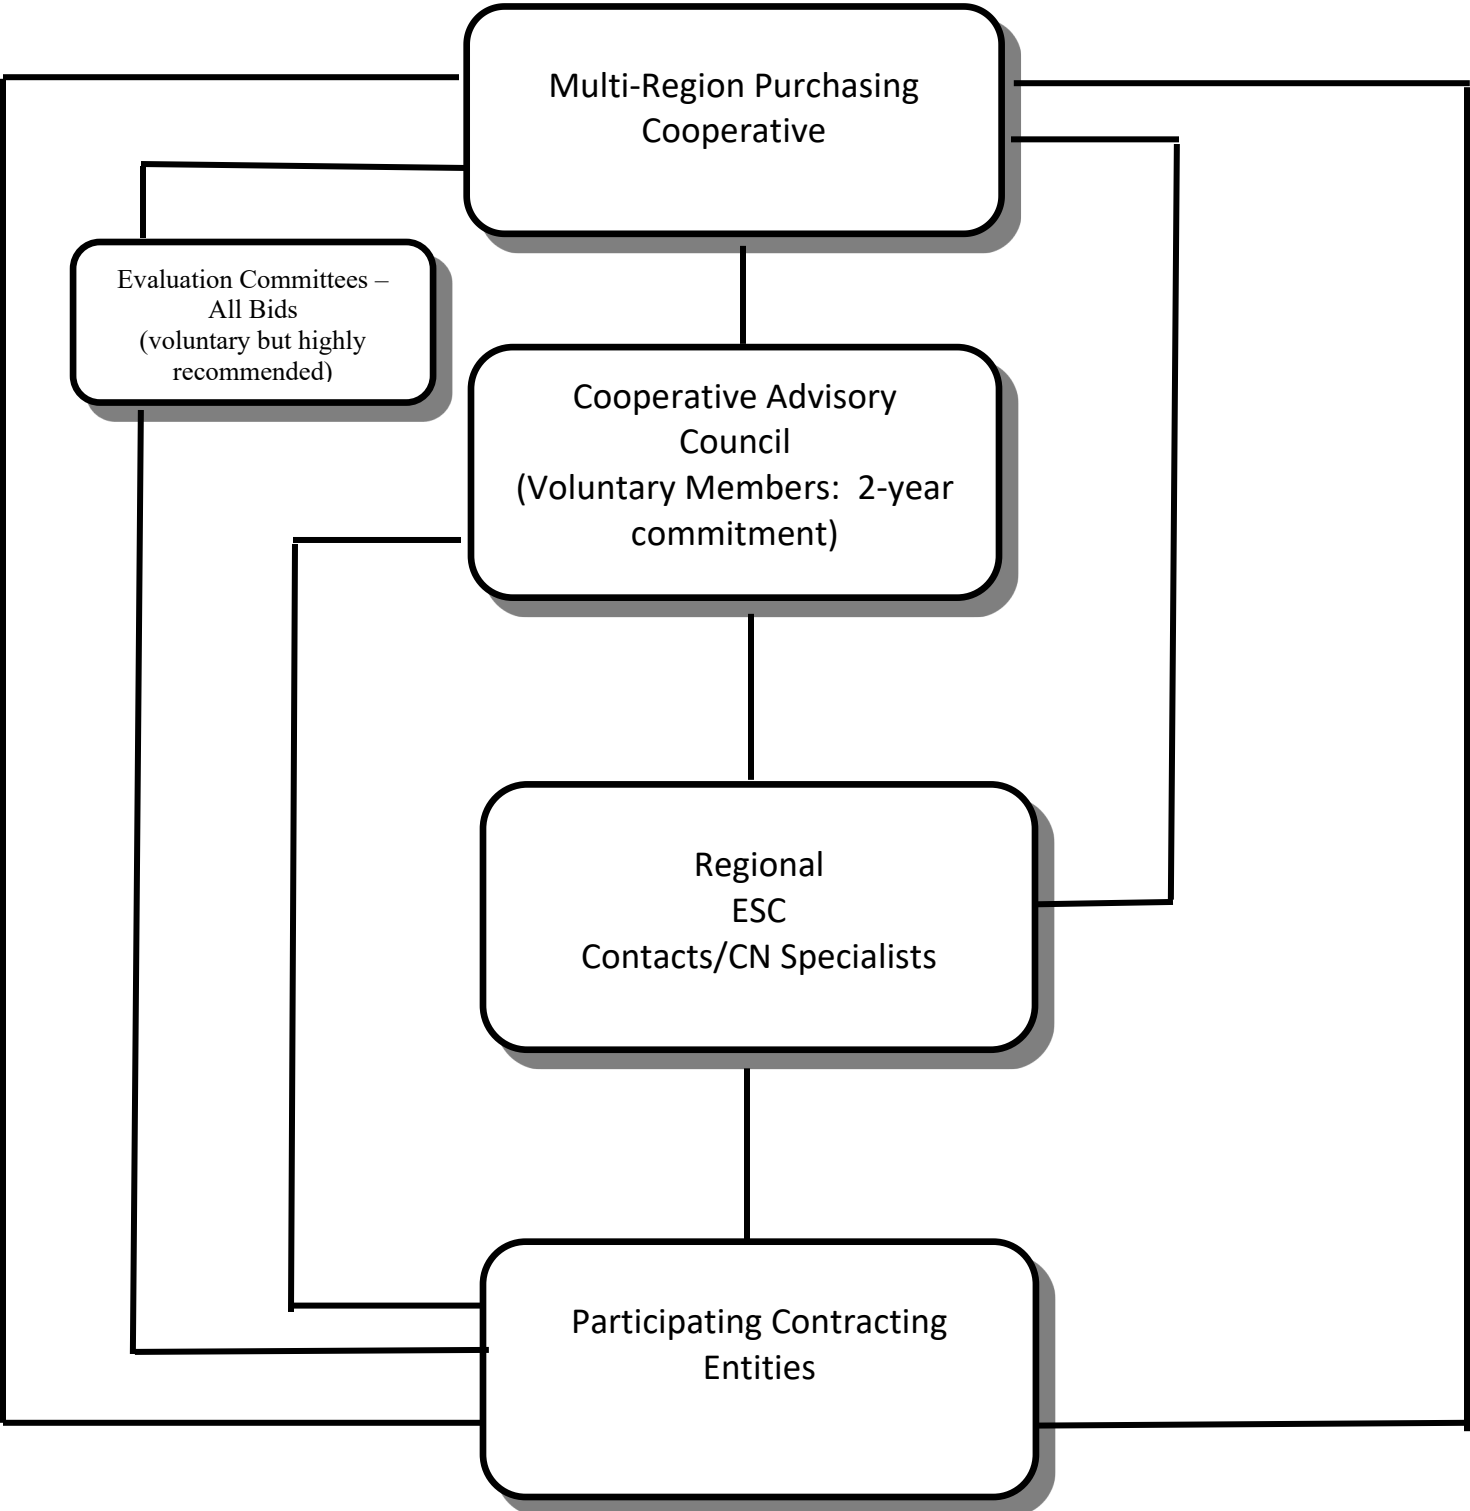 Multi-Region Purchasing
Cooperative
Evaluation Committees –
All Bids
(voluntary but highly
recommended)
Cooperative Advisory
Council
(Voluntary Members:  2-year
commitment)
Regional
ESC
Contacts/CN Specialists
Participating Contracting
Entities